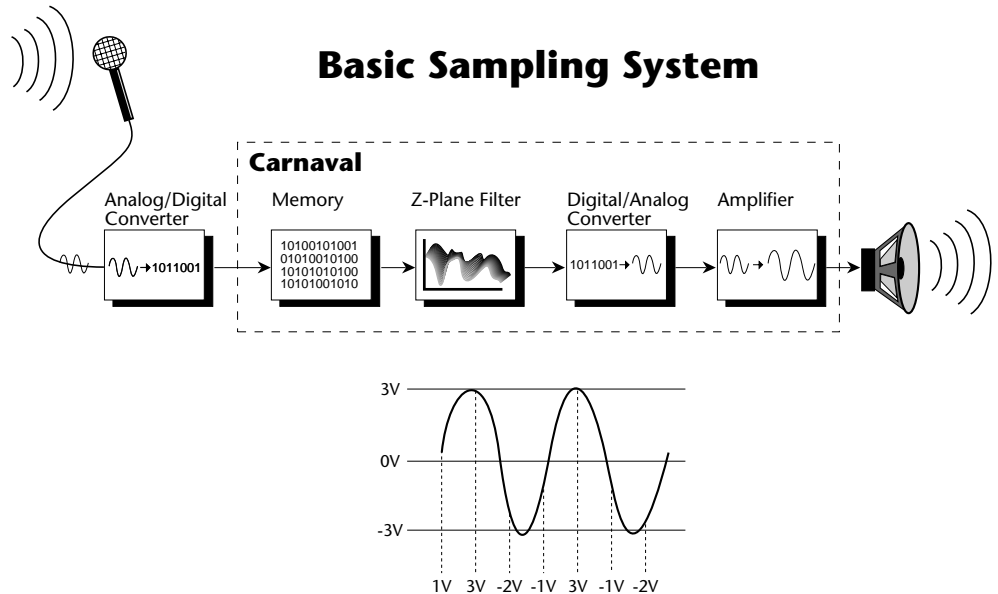 Basic Sampling System
Carnaval
Analog/Digital
Converter
Memory
Z-Plane Filter
Digital/Analog
Converter
Amplifier
1011001
10100101001
01010010100
10101010100
10101001010
1011001
3V
0V
-3V
1V 3V -2V -1V 3V -1V -2V